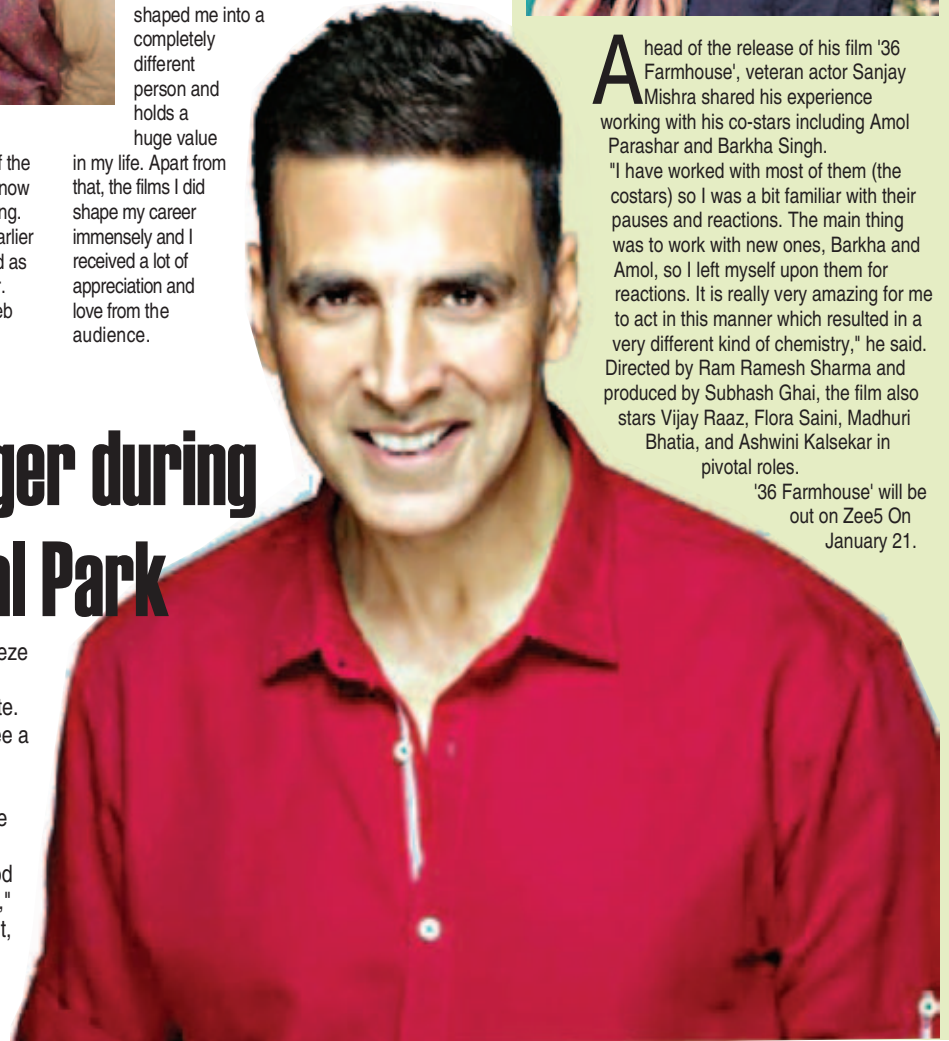 shaped me into a
completely
different
person and
holds a
huge value
in my life. Apart from
that, the films I did
shape my career
immensely and I
received a lot of
appreciation and
love from the
audience.
f the
now
ng.
arlier
d as
r.
eb
ger during
al Park
eze
te.
ee a
e
od
,"
t,
Ahead of the release of his film '36
Farmhouse', veteran actor Sanjay
Mishra shared his experience
working with his co-stars including Amol
Parashar and Barkha Singh.
"I have worked with most of them (the
costars) so I was a bit familiar with their
pauses and reactions. The main thing
was to work with new ones, Barkha and
Amol, so I left myself upon them for
reactions. It is really very amazing for me
to act in this manner which resulted in a
very different kind of chemistry," he said.
Directed by Ram Ramesh Sharma and
produced by Subhash Ghai, the film also
stars Vijay Raaz, Flora Saini, Madhuri
Bhatia, and Ashwini Kalsekar in
pivotal roles.
'36 Farmhouse' will be
out on Zee5 On
January 21.